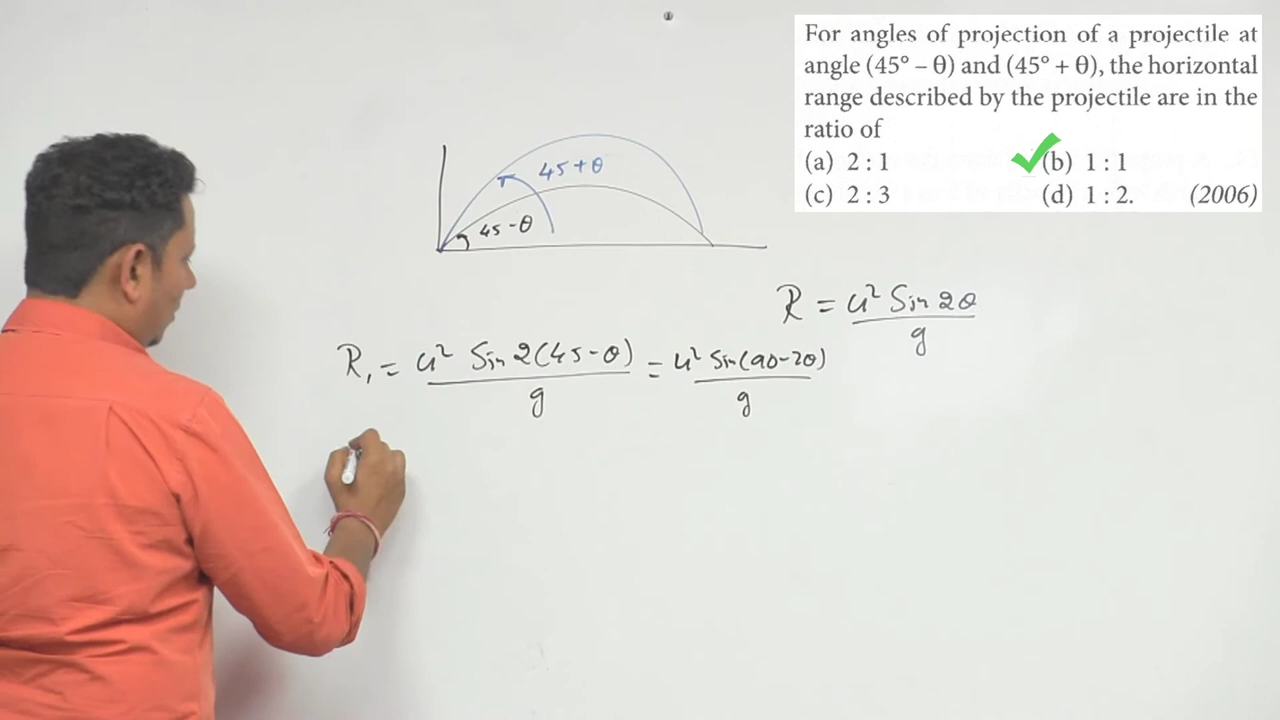 For angles of projection of a projectile at
angle (45° – θ) and (45° + θ), the horizontal
range described by the projectile are in the
ratio of
(a) 2 : 1 (b) 1 : 1
(c) 2 : 3 (d) 1 : 2. (2006)
45+θ
45-θ
R = u² Sin 2θ
g
R₁ = u² Sin 2(45-θ) = u² Sin(90-2θ)
g g